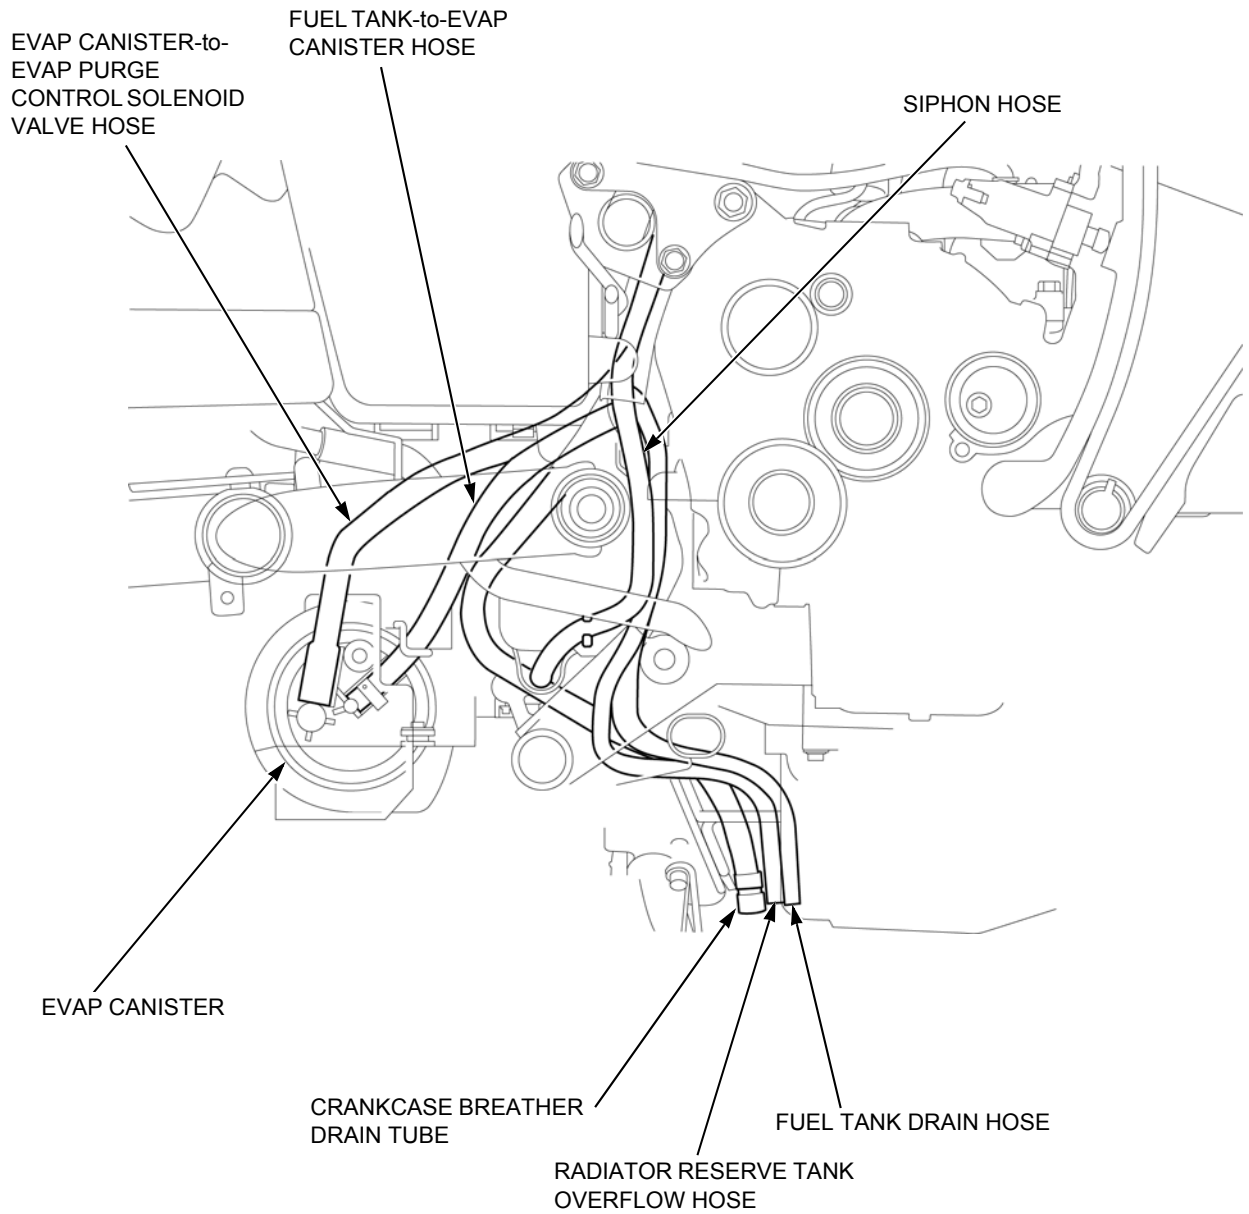 FUEL TANK-to-EVAP
CANISTER HOSE
EVAP CANISTER-to-
EVAP PURGE
CONTROL SOLENOID
VALVE HOSE
SIPHON HOSE
EVAP CANISTER
CRANKCASE BREATHER
DRAIN TUBE
FUEL TANK DRAIN HOSE
RADIATOR RESERVE TANK
OVERFLOW HOSE